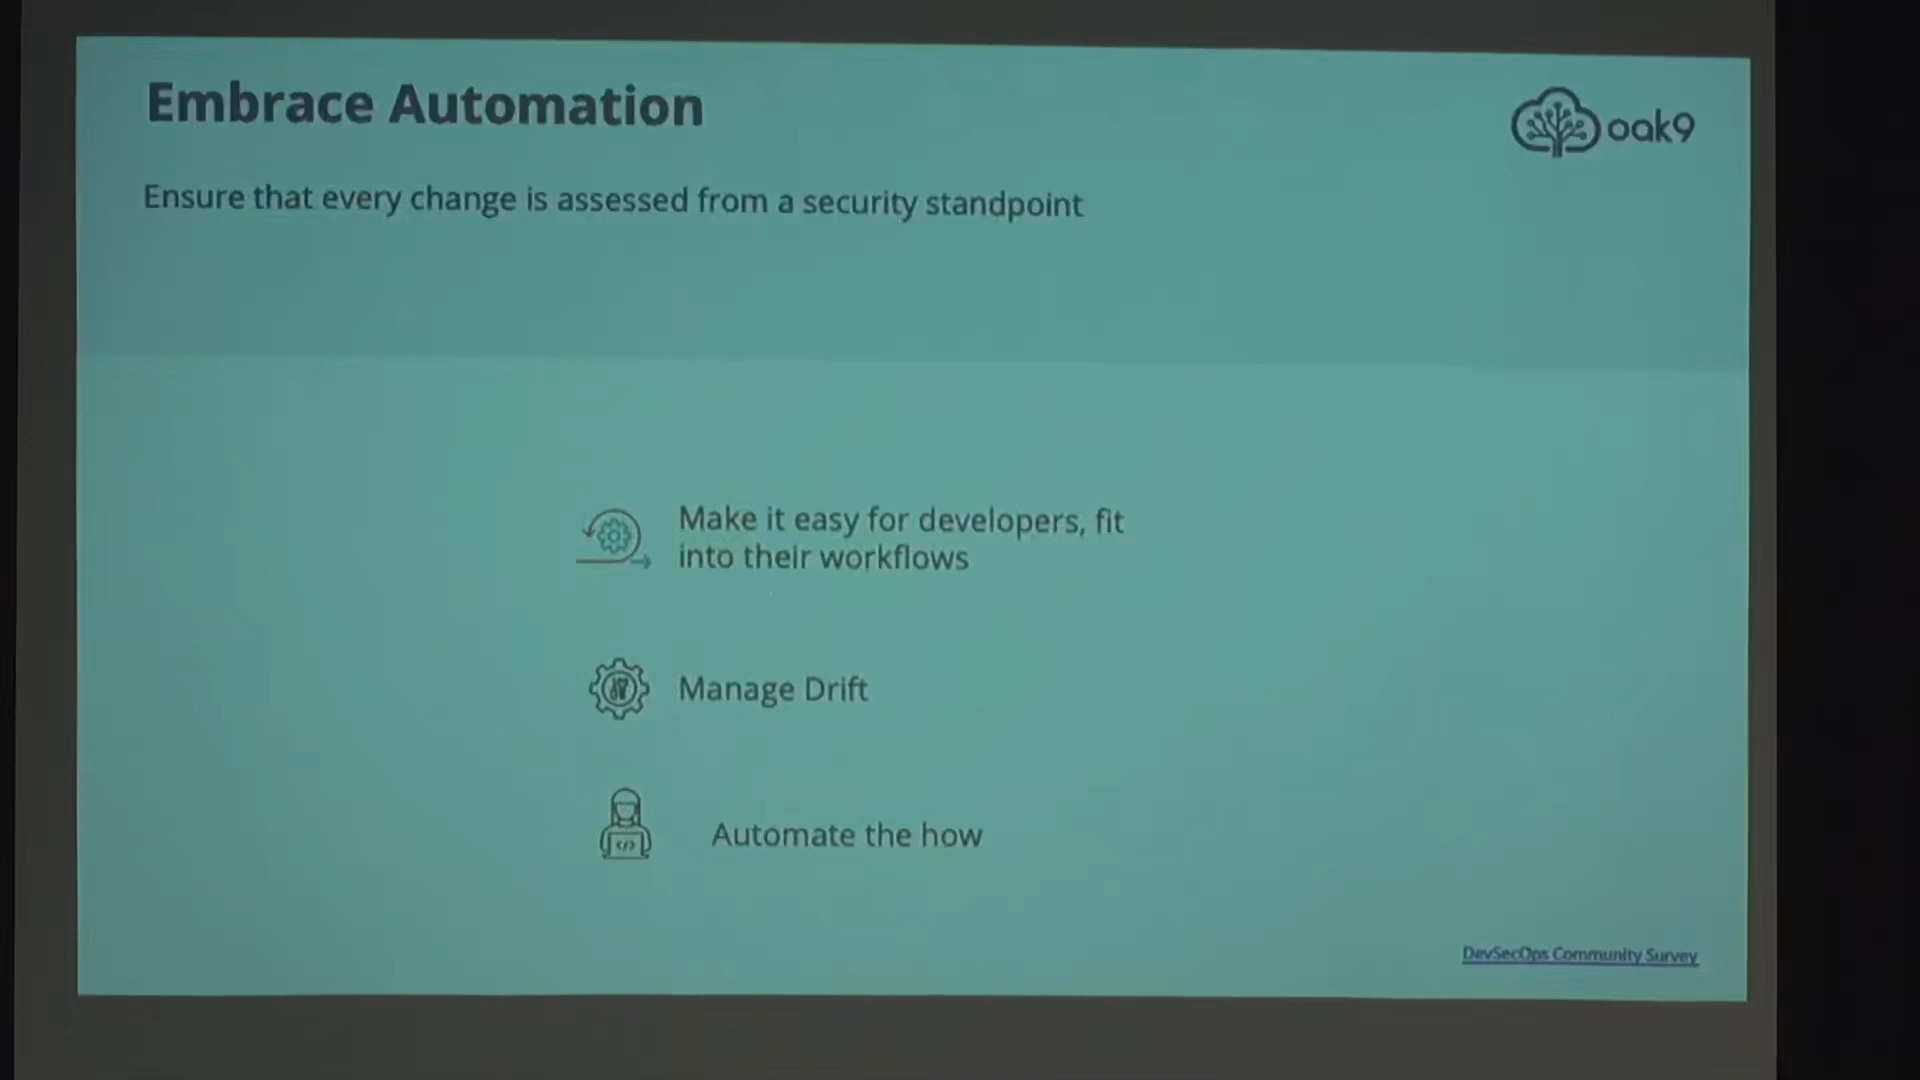 Embrace Automation
oak9
Ensure that every change is assessed from a security standpoint
Make it easy for developers, fit
into their workflows
Manage Drift
</>
Automate the how
DevSecOps Community Survey